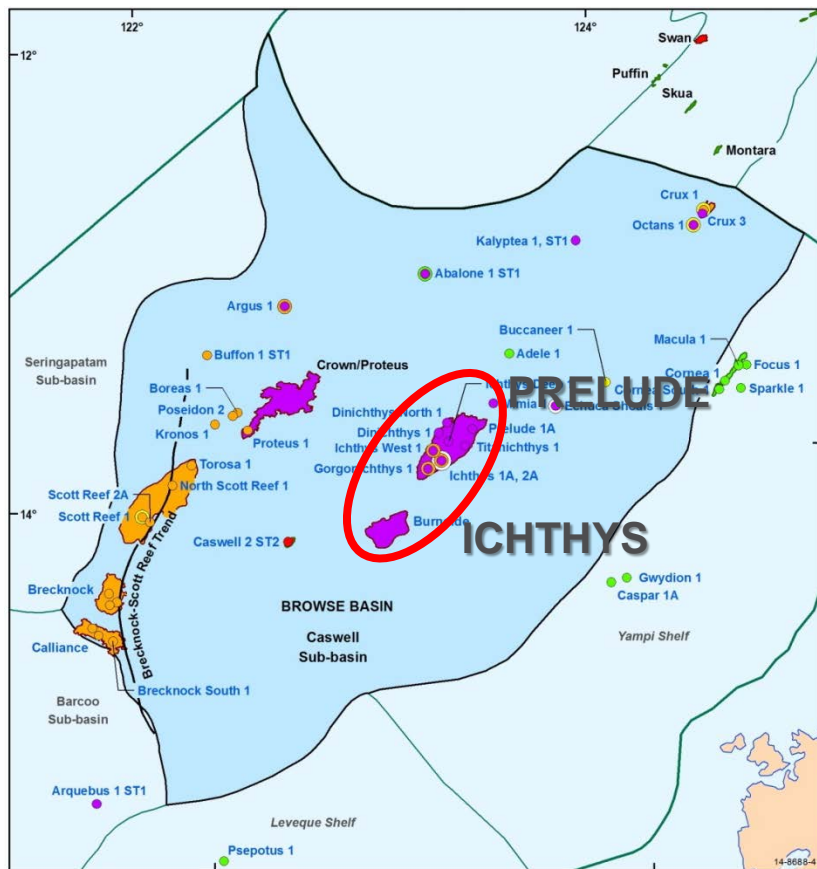 122°
124°
12°
Swan
Puffin
Skua
Montara
Crux 1
Octans 1
Crux 3
Kalyptea 1, ST1
Abalone 1 ST1
Argus 1
Buccaneer 1
Macula 1
Seringapatam
Sub-basin
Buffon 1 ST1
Adele 1
Crown/Proteus
Cornea 1
Focus 1
Boreas 1
PRELUDE
Sparkle 1
Poseidon 2
Dinichthys North 1
Kronos 1
Proteus 1
Dinichthys 1
Prelude 1A
Ichthys West 1
Titanichthys 1
Torosa 1
Gorgonichthys 1
Ichthys 1A, 2A
North Scott Reef 1
Scott Reef 2A
14°
Scott Reef 1
ICHTHYS
Caswell 2 ST2
Brecknock-Scott Reef Trend
Gwydion 1
Caspar 1A
Brecknock
BROWSE BASIN
Caswell
Sub-basin
Yampi Shelf
Calliance
Brecknock South 1
Barcoo
Sub-basin
Arquebus 1 ST1
Leveque Shelf
Psepotus 1
14-8688-4